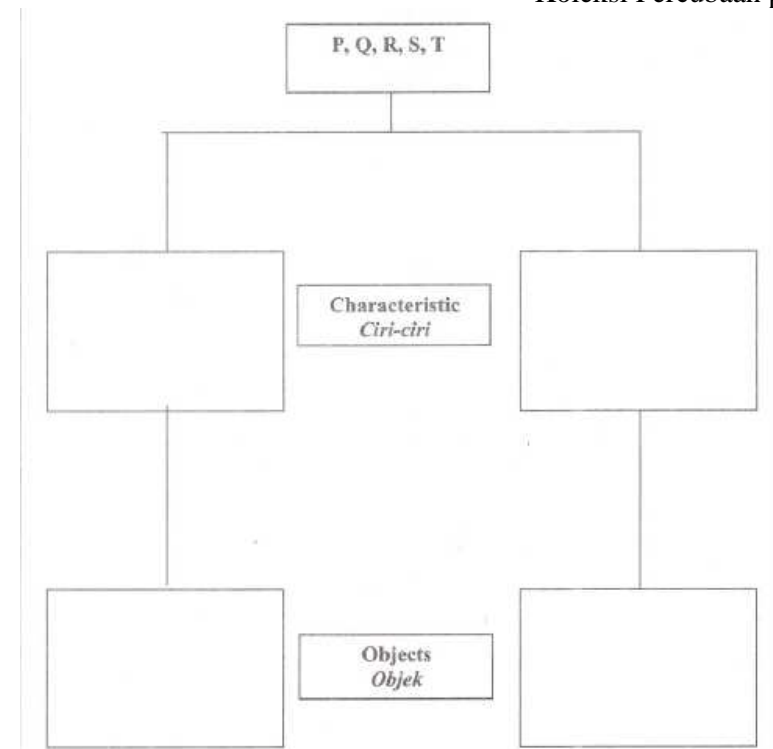 P, Q, R, S, T
Characteristic
Ciri-ciri
Objects
Objek